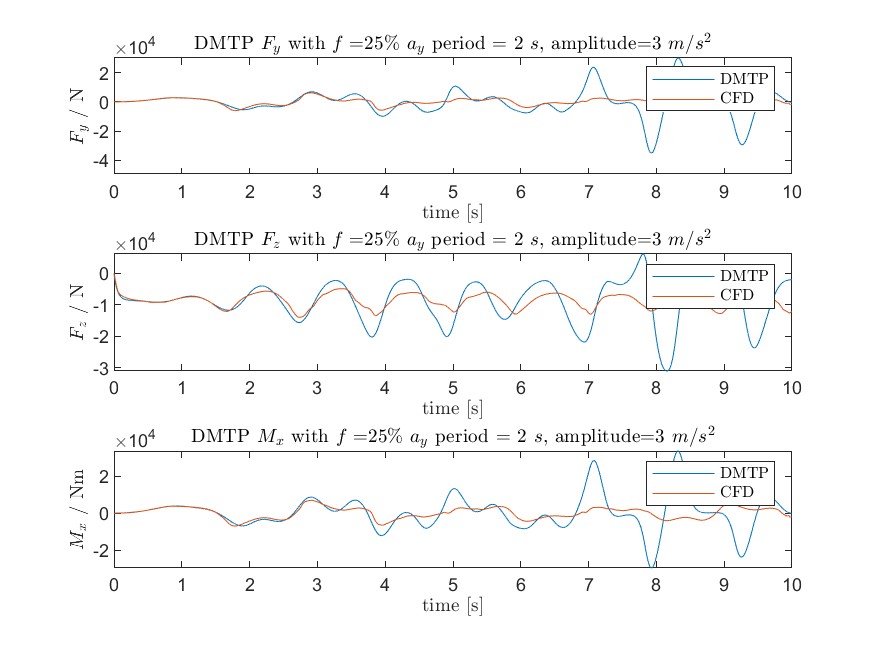 ×10⁴
DMTP F_y with f =25% a_y period = 2 s, amplitude=3 m/s²
2
0
-2
-4
F_y / N
DMTP
CFD
0 1 2 3 4 5 6 7 8 9 10
time [s]
×10⁴
DMTP F_z with f =25% a_y period = 2 s, amplitude=3 m/s²
0
-1
-2
-3
F_z / N
DMTP
CFD
0 1 2 3 4 5 6 7 8 9 10
time [s]
×10⁴
DMTP M_x with f =25% a_y period = 2 s, amplitude=3 m/s²
2
0
-2
M_x / Nm
DMTP
CFD
0 1 2 3 4 5 6 7 8 9 10
time [s]